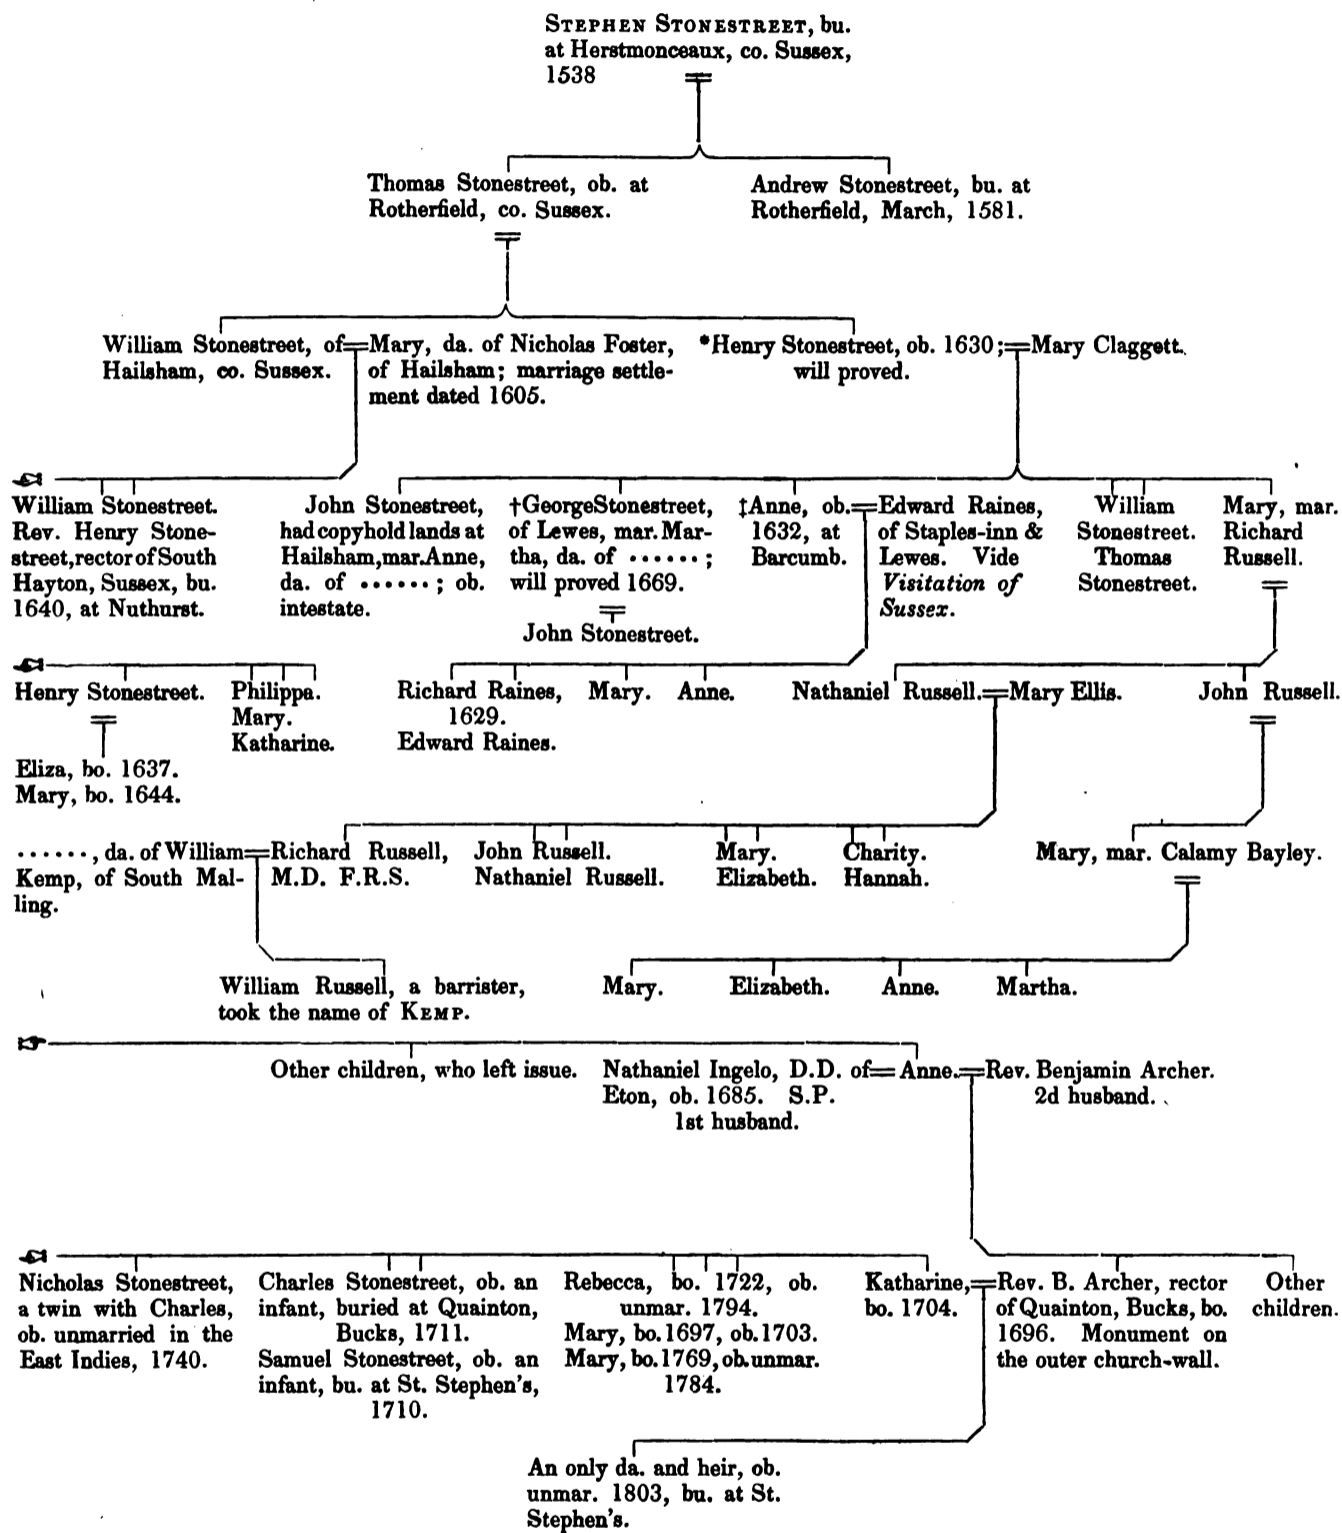 STEPHEN STONESTREET, bu.
at Herstmonceaux, co. Sussex,
1538
Thomas Stonestreet, ob. at
Rotherfield, co. Sussex.
Andrew Stonestreet, bu. at
Rotherfield, March, 1581.
William Stonestreet, of
Hailsham, co. Sussex.
Mary, da. of Nicholas Foster,
of Hailsham; marriage settle-
ment dated 1605.
*Henry Stonestreet, ob. 1630;
will proved.
Mary Claggett.
William Stonestreet.
Rev. Henry Stone-
street, rector of South
Hayton, Sussex, bu.
1640, at Nuthurst.
John Stonestreet,
had copyhold lands at
Hailsham, mar. Anne,
da. of ······; ob.
intestate.
†George Stonestreet,
of Lewes, mar. Mar-
tha, da. of ······;
will proved 1669.
John Stonestreet.
‡Anne, ob.
1632, at
Barcumb.
Edward Raines,
of Staples-inn &
Lewes. Vide
Visitation of
Sussex.
William
Stonestreet.
Thomas
Stonestreet.
Mary, mar.
Richard
Russell.
Henry Stonestreet.
Eliza, bo. 1637.
Mary, bo. 1644.
Philippa.
Mary.
Katharine.
Richard Raines,
1629.
Edward Raines.
Mary.
Anne.
Nathaniel Russell.
Mary Ellis.
John Russell.
······, da. of William
Kemp, of South Mal-
ling.
Richard Russell,
M.D. F.R.S.
John Russell.
Nathaniel Russell.
Mary.
Elizabeth.
Charity.
Hannah.
Mary, mar. Calamy Bayley.
William Russell, a barrister,
took the name of KEMP.
Mary.
Elizabeth.
Anne.
Martha.
Other children, who left issue.
Nathaniel Ingelo, D.D. of
Eton, ob. 1685. S.P.
1st husband.
Anne.
Rev. Benjamin Archer.
2d husband.
Nicholas Stonestreet,
a twin with Charles,
ob. unmarried in the
East Indies, 1740.
Charles Stonestreet, ob. an
infant, buried at Quainton,
Bucks, 1711.
Samuel Stonestreet, ob. an
infant, bu. at St. Stephen's,
1710.
Rebecca, bo. 1722, ob.
unmar. 1794.
Mary, bo. 1697, ob. 1703.
Mary, bo. 1769, ob. unmar.
1784.
Katharine,
bo. 1704.
Rev. B. Archer, rector
of Quainton, Bucks, bo.
1696. Monument on
the outer church-wall.
Other
children.
An only da. and heir, ob.
unmar. 1803, bu. at St.
Stephen's.